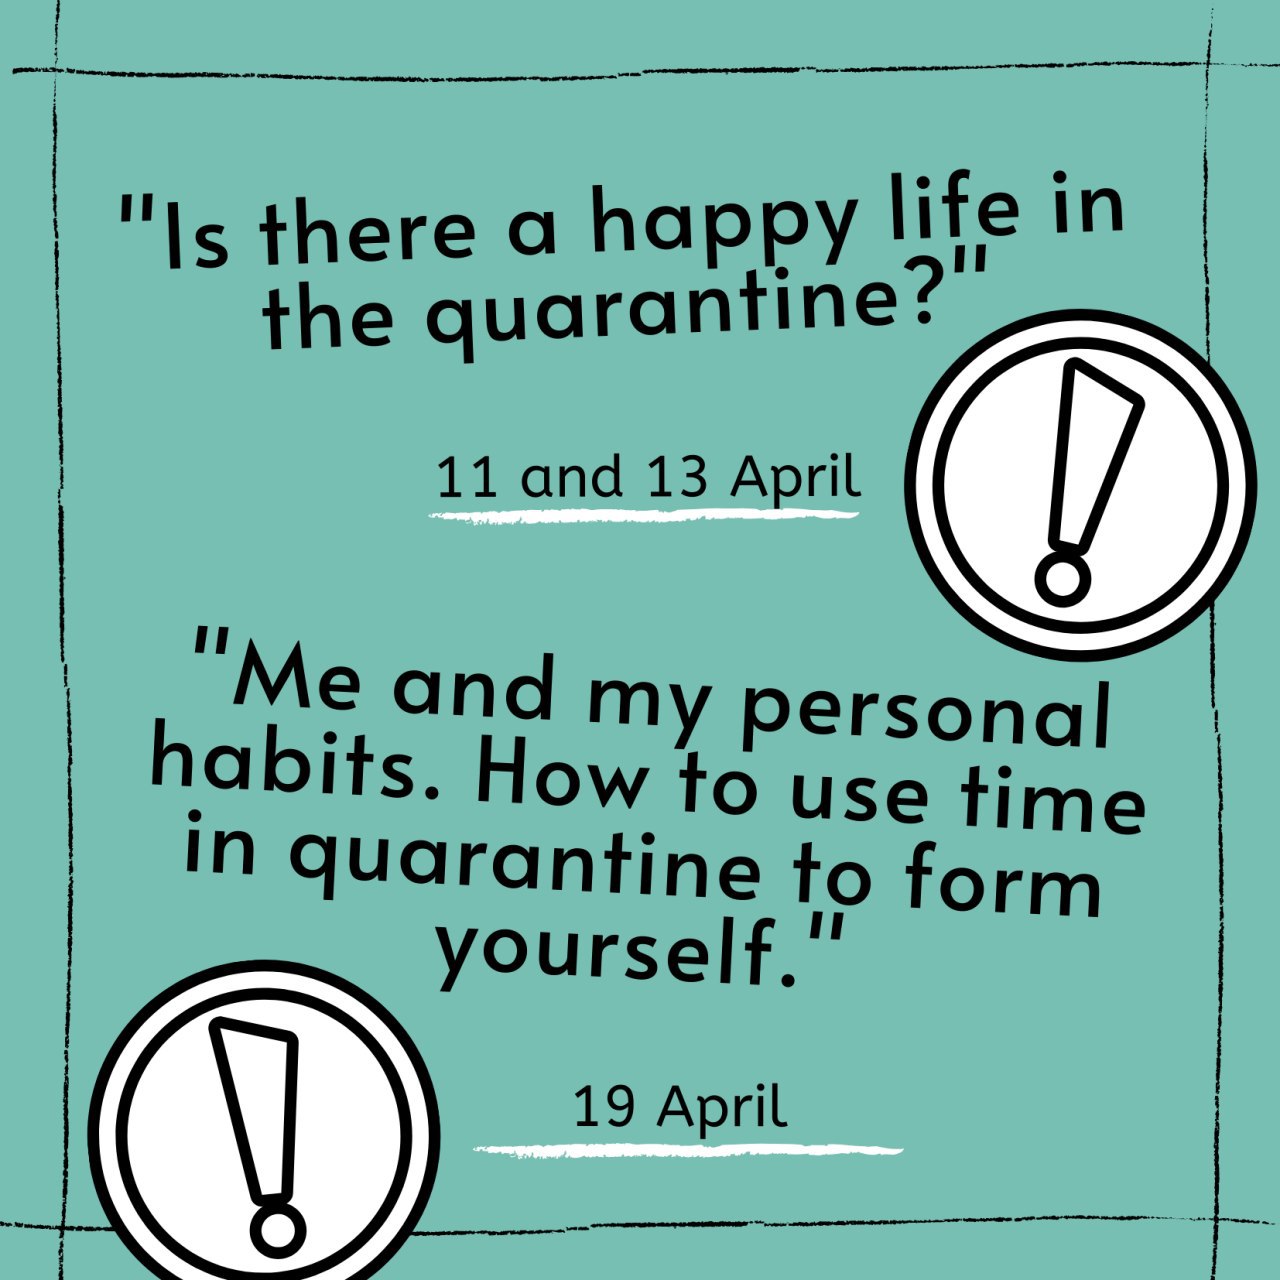 "Is there a happy life in
the quarantine?"
11 and 13 April
"Me and my personal
habits. How to use time
in quarantine to form
yourself."
19 April